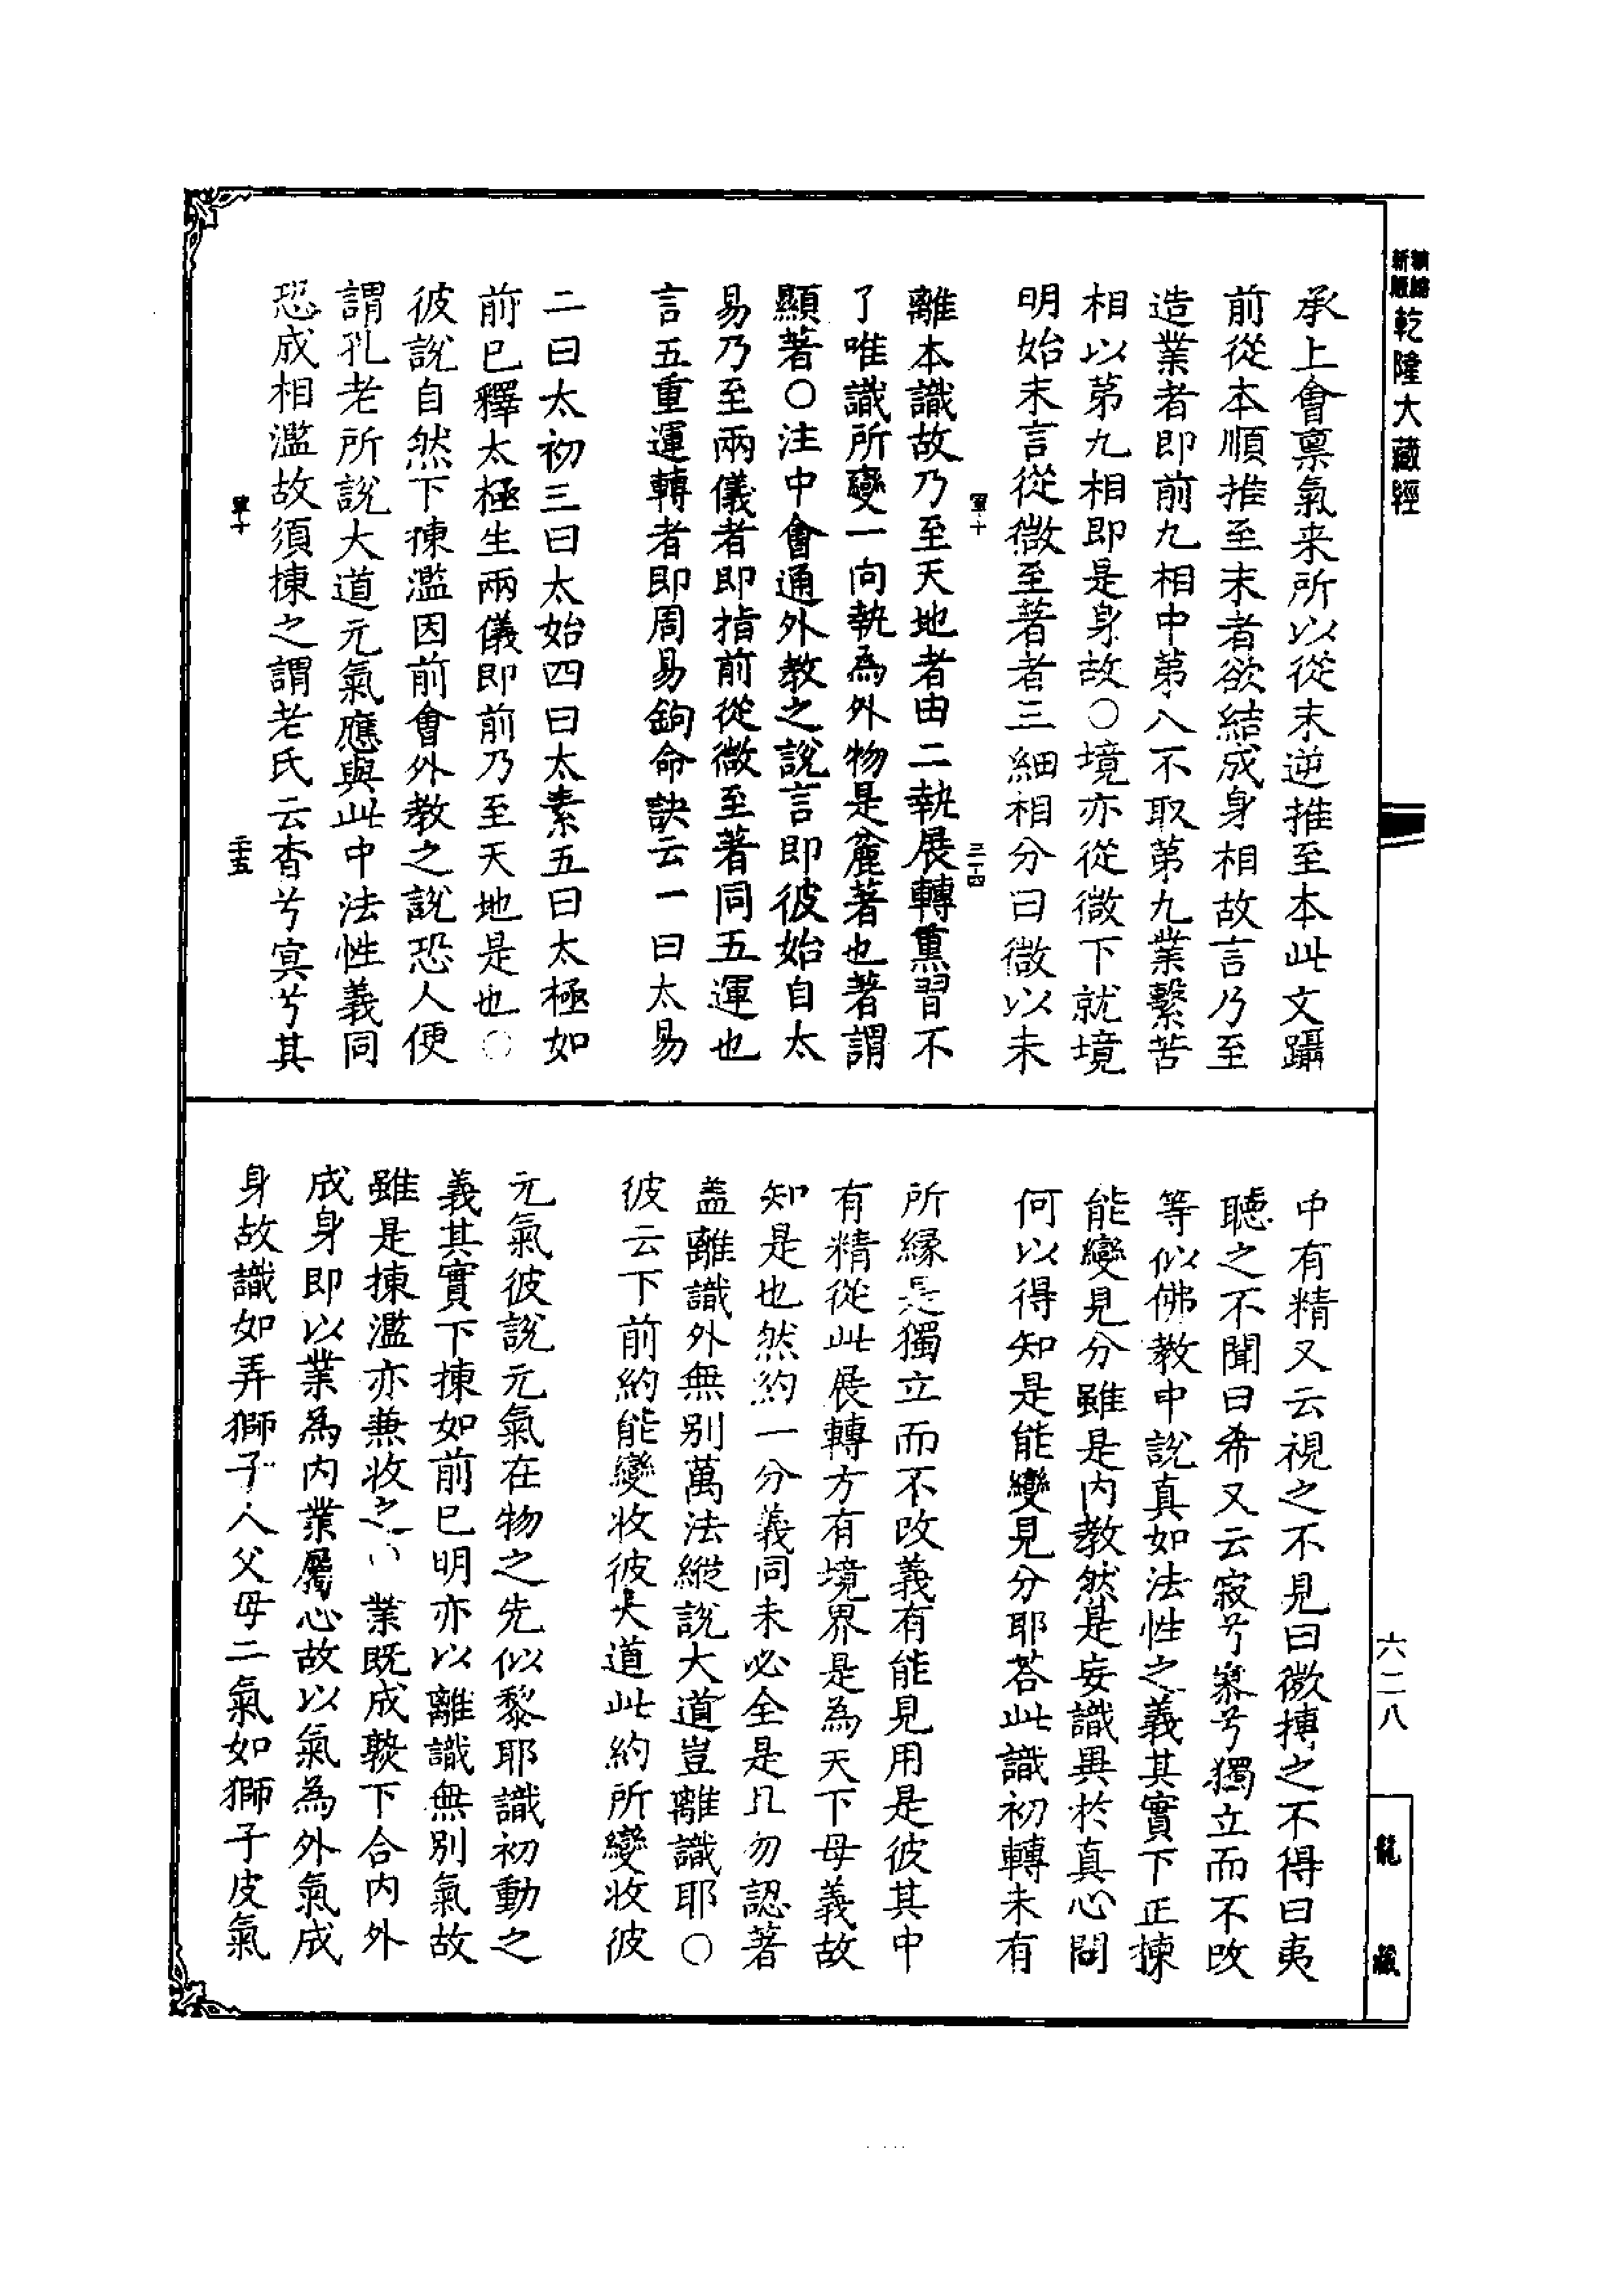 新纂縮版
乾隆大藏經
承上會禀氣来所以從末逆推至本此文躡
前從本順推至末者欲結成身相故言乃至
造業者即前九相中第八不取第九業繫苦
相以第九相即是身故〇境亦從微下就境
明始末言從微至著者三細相分曰微以未
軍十
三十四
離本識故乃至天地者由二執展轉熏習不
了唯識所變一向執為外物是麁著也著謂
顯著〇注中會通外教之說言即彼始自太
易乃至兩儀者即指前從微至著同五運也
言五重運轉者即周易鉤命訣云一曰太易
二曰太初三曰太始四曰太素五曰太極如
前已釋太極生兩儀即前乃至天地是也〇
彼說自然下揀濫因前會外教之說恐人便
謂孔老所說大道元氣應與此中法性義同
恐成相濫故須揀之謂老氏云杳兮冥兮其
軍十
三十五
中有精又云視之不見曰微摶之不得曰夷
聽之不聞曰希又云寂兮寥兮獨立而不改
等似佛教中說真如法性之義其實下正揀
能變見分雖是内教然是妄識異於真心問
何以得知是能變見分耶荅此識初轉未有
所緣是獨立而不改義有能見用是彼其中
有精從此展轉方有境界是為天下母義故
知是也然約一分義同未必全是凡勿認著
盖離識外無别萬法縱說大道豈離識耶〇
彼云下前約能變收彼大道此約所變收彼
元氣彼說元氣在物之先似黎耶識初動之
義其實下揀如前已明亦以離識無別氣故
雖是揀濫亦兼收之〇業既成熟下合内外
成身即以業為内業屬心故以氣為外氣成
身故識如弄獅子人父母二氣如獅子皮氣
六二八
龍藏